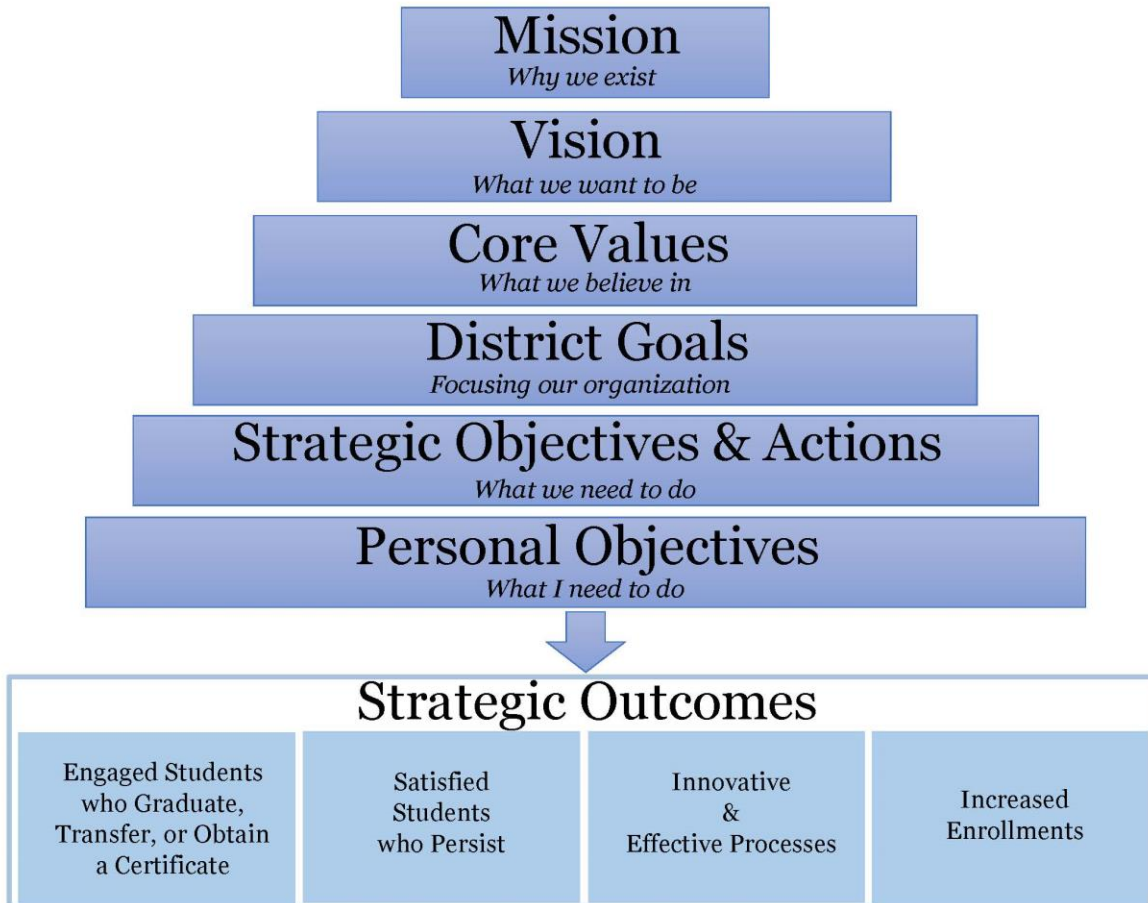 Mission
Why we exist
Vision
What we want to be
Core Values
What we believe in
District Goals
Focusing our organization
Strategic Objectives & Actions
What we need to do
Personal Objectives
What I need to do
Strategic Outcomes
Engaged Students
who Graduate,
Transfer, or Obtain
a Certificate
Satisfied
Students
who Persist
Innovative
&
Effective Processes
Increased
Enrollments